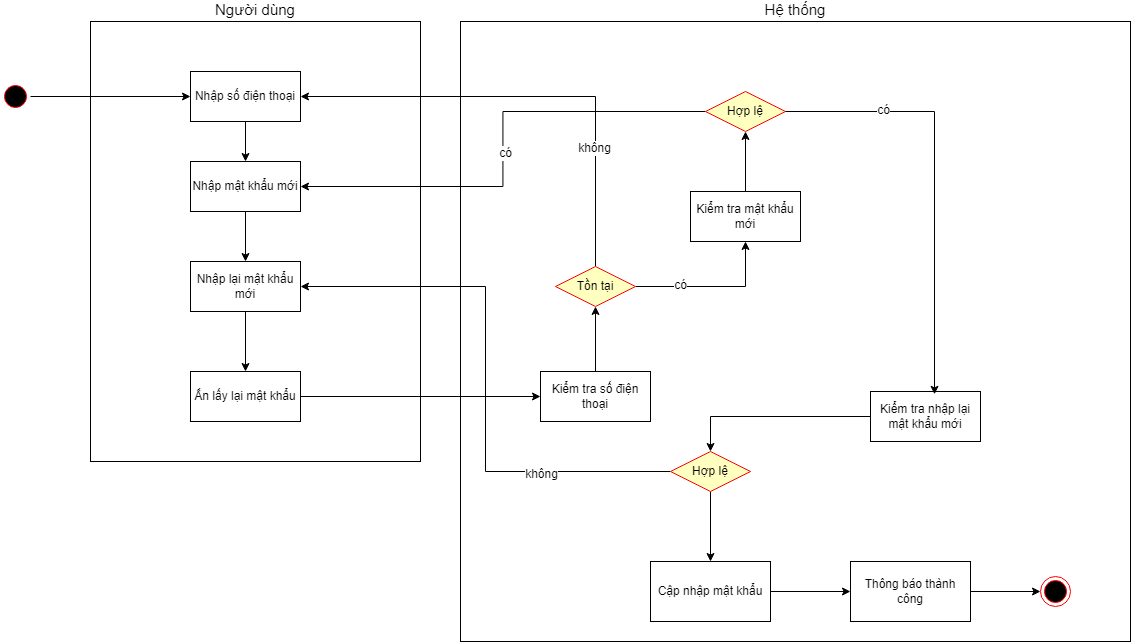 Người dùng
Hệ thống
Nhập số điện thoại
Hợp lệ
có
có
không
Nhập mật khẩu mới
Kiểm tra mật khẩu
mới
Nhập lại mật khẩu
mới
Tồn tại
có
Ấn lấy lại mật khẩu
Kiểm tra số điện
thoại
Kiểm tra nhập lại
mật khẩu mới
Hợp lệ
không
Cập nhập mật khẩu
Thông báo thành
công